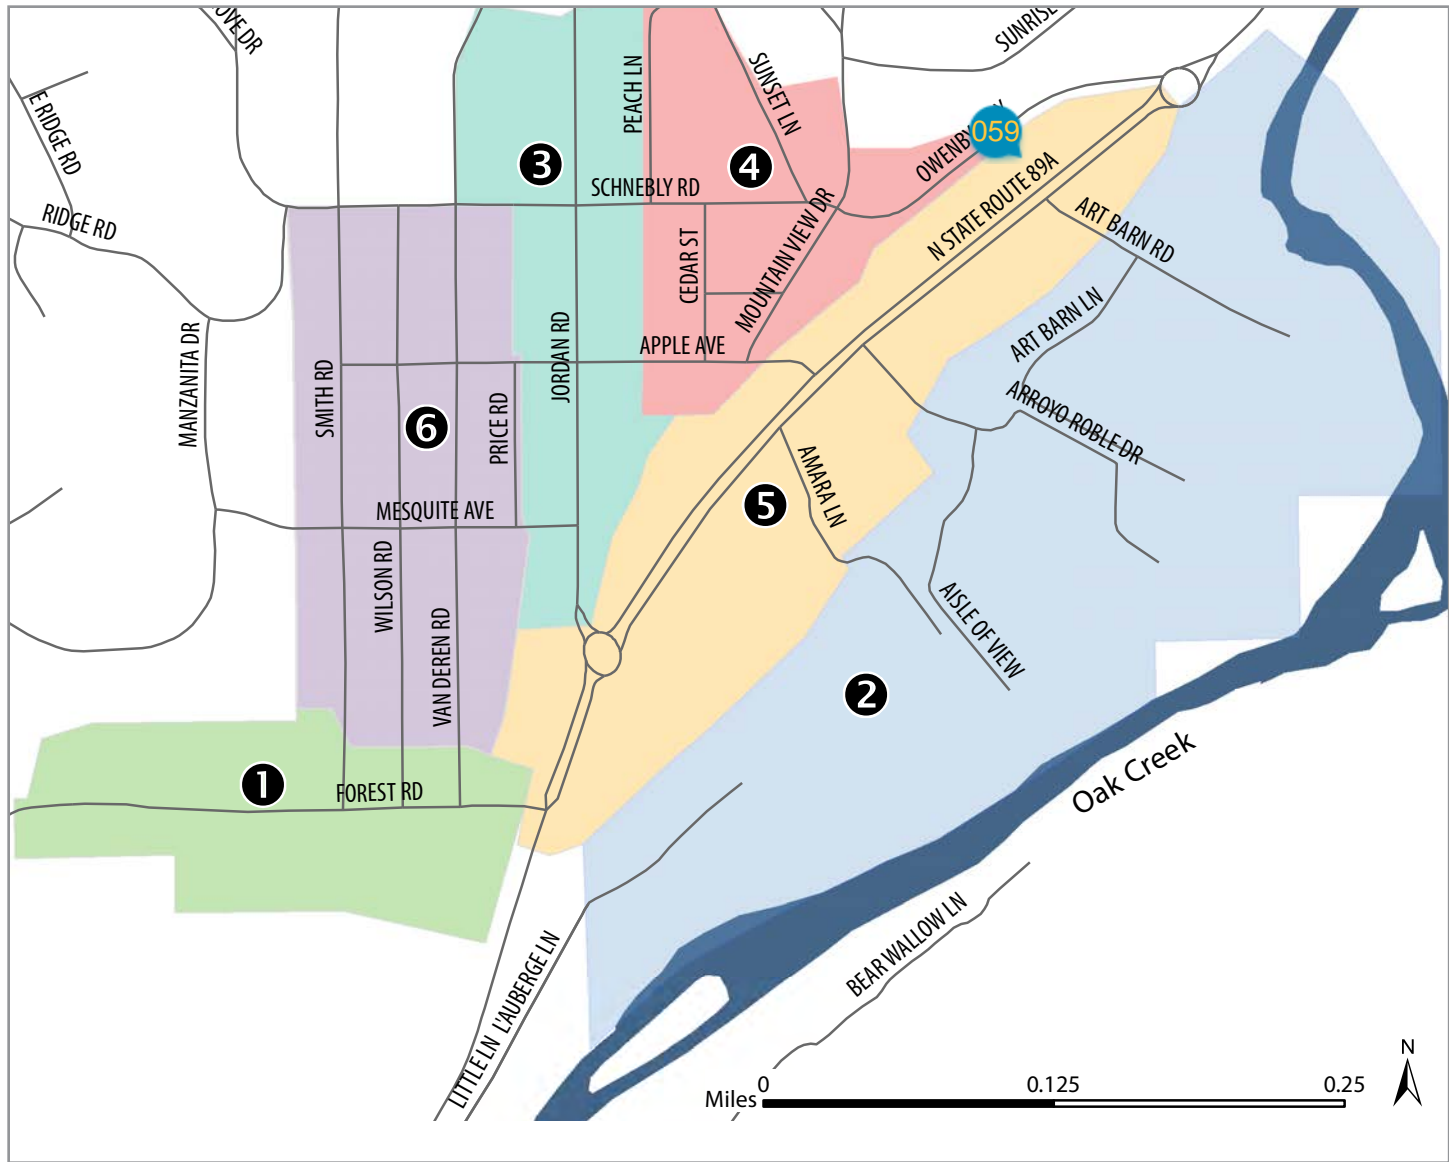 SUNRISE
OVE DR
E RIDGE RD
PEACH LN
SUNSET LN
059
OWENBY
3
4
SCHNEBLY RD
N STATE ROUTE 89A
RIDGE RD
ART BARN RD
CEDAR ST
MOUNTAIN VIEW DR
ART BARN LN
MANZANITA DR
SMITH RD
JORDAN RD
APPLE AVE
PRICE RD
ARROYO ROBLE DR
6
5
AMARA LN
MESQUITE AVE
WILSON RD
VAN DEREN RD
AISLE OF VIEW
2
1
FOREST RD
Oak Creek
BEAR WALLOW LN
LITTLE LN
L'AUBERGE LN
N
0
0.125
0.25
Miles